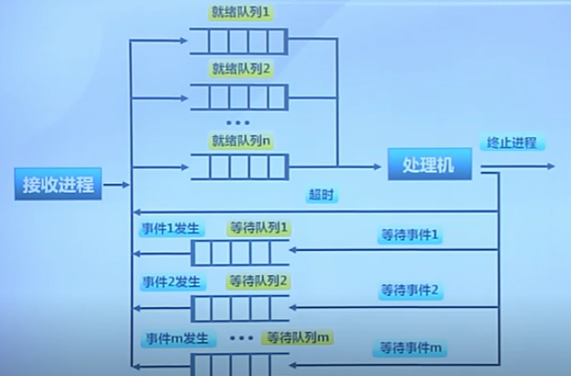 就绪队列1
就绪队列2
•••
就绪队列n
接收进程
处理机
终止进程
超时
事件1发生
等待队列1
等待事件1
事件2发生
等待队列2
等待事件2
事件m发生
•••
等待队列m
等待事件m